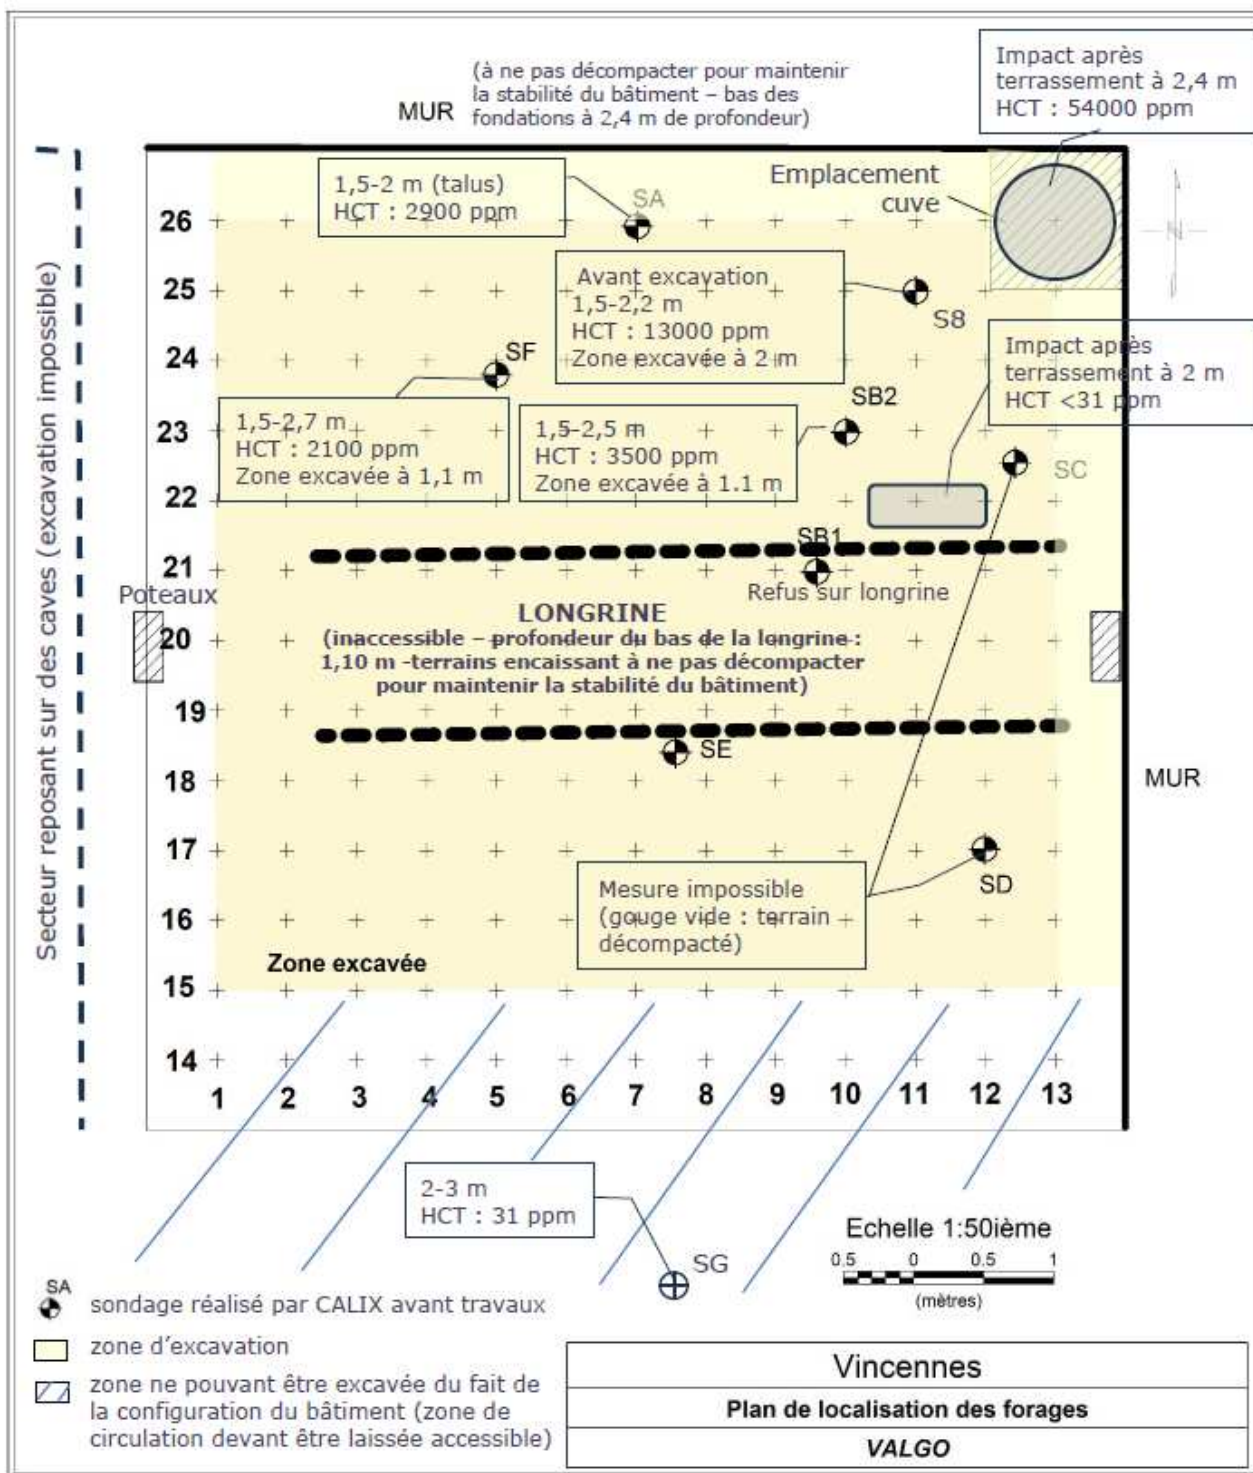 (à ne pas décompacter pour maintenir
la stabilité du bâtiment – bas des
fondations à 2,4 m de profondeur)
MUR
Impact après
terrassement à 2,4 m
HCT : 54000 ppm
1,5-2 m (talus)
HCT : 2900 ppm
SA
Emplacement
cuve
N
26
Avant excavation
1,5-2,2 m
HCT : 13000 ppm
Zone excavée à 2 m
25
S8
Impact après
terrassement à 2 m
HCT <31 ppm
24
SF
SB2
1,5-2,7 m
HCT : 2100 ppm
Zone excavée à 1,1 m
1,5-2,5 m
HCT : 3500 ppm
Zone excavée à 1.1 m
23
SC
22
SB1
21
Refus sur longrine
Poteaux
LONGRINE
(inaccessible – profondeur du bas de la longrine :
1,10 m -terrains encaissant à ne pas décompacter
pour maintenir la stabilité du bâtiment)
20
19
SE
18
MUR
17
SD
Mesure impossible
(gouge vide : terrain
décompacté)
16
Zone excavée
15
14
1 2 3 4 5 6 7 8 9 10 11 12 13
Secteur reposant sur des caves (excavation impossible)
2-3 m
HCT : 31 ppm
SG
Echelle 1:50ième
0.5 0 0.5 1
(mètres)
SA
sondage réalisé par CALIX avant travaux
zone d'excavation
zone ne pouvant être excavée du fait de
la configuration du bâtiment (zone de
circulation devant être laissée accessible)
Vincennes
Plan de localisation des forages
VALGO